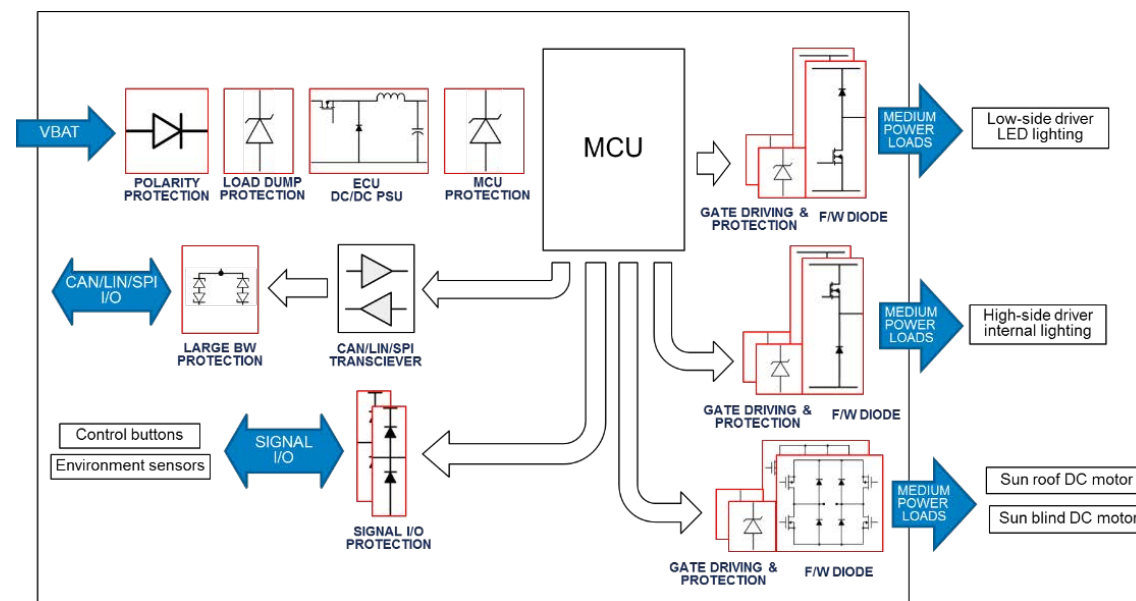 VBAT
POLARITY
PROTECTION
LOAD DUMP
PROTECTION
ECU
DC/DC PSU
MCU
PROTECTION
MCU
GATE DRIVING &
PROTECTION
F/W DIODE
MEDIUM
POWER
LOADS
Low-side driver
LED lighting
CAN/LIN/SPI
I/O
LARGE BW
PROTECTION
CAN/LIN/SPI
TRANSCIEVER
GATE DRIVING &
PROTECTION
F/W DIODE
MEDIUM
POWER
LOADS
High-side driver
internal lighting
Control buttons
Environment sensors
SIGNAL
I/O
SIGNAL I/O
PROTECTION
GATE DRIVING &
PROTECTION
F/W DIODE
MEDIUM
POWER
LOADS
Sun roof DC motor
Sun blind DC motor